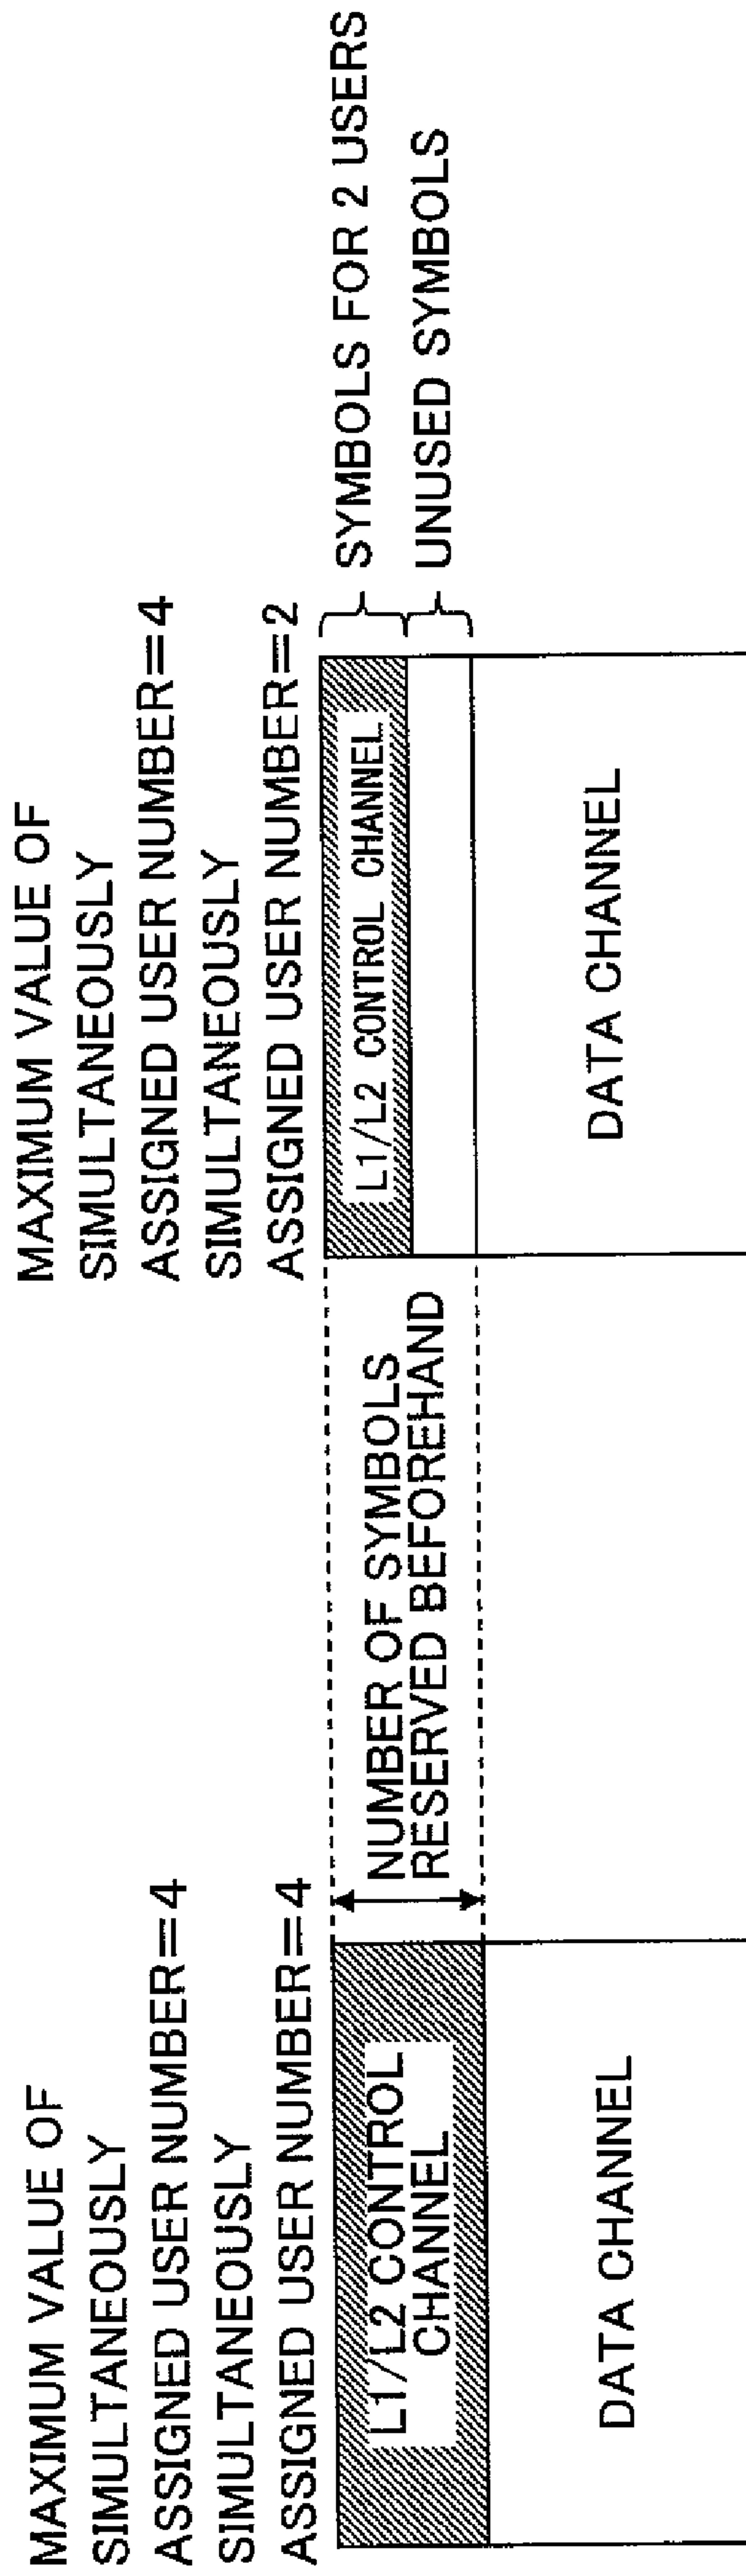 MAXIMUM VALUE OF
SIMULTANEOUSLY
ASSIGNED USER NUMBER=4
SIMULTANEOUSLY
ASSIGNED USER NUMBER=4
L1/L2 CONTROL
CHANNEL
DATA CHANNEL
NUMBER OF SYMBOLS
RESERVED BEFOREHAND
MAXIMUM VALUE OF
SIMULTANEOUSLY
ASSIGNED USER NUMBER=4
SIMULTANEOUSLY
ASSIGNED USER NUMBER=2
L1/L2 CONTROL CHANNEL
DATA CHANNEL
SYMBOLS FOR 2 USERS
UNUSED SYMBOLS